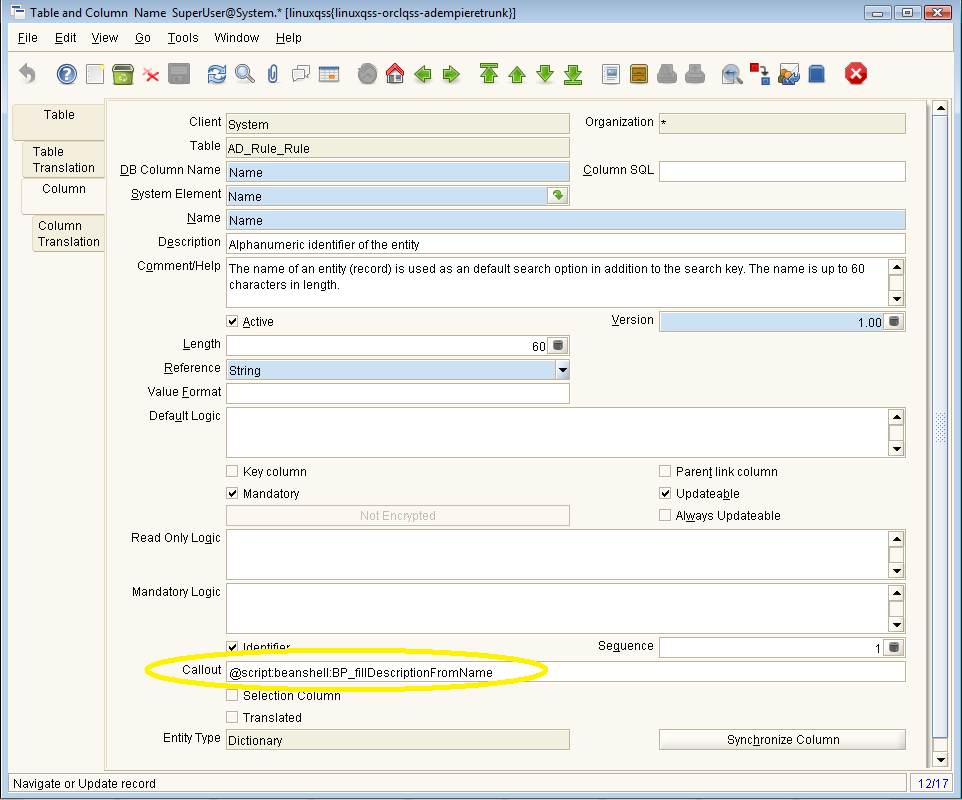 Table and Column  Name  SuperUser@System.* [linuxqss{linuxqss-orclqss-adempieretrunk}]
File Edit View Go Tools Window Help
Table
Table
Translation
Column
Column
Translation
Client System Organization *
Table AD_Rule_Rule
DB Column Name Name Column SQL
System Element Name
Name Name
Description Alphanumeric identifier of the entity
Comment/Help The name of an entity (record) is used as an default search option in addition to the search key. The name is up to 60
characters in length.
Active Version 1.00
Length 60
Reference String
Value Format
Default Logic
Key column Parent link column
Mandatory Updateable
Not Encrypted Always Updateable
Read Only Logic
Mandatory Logic
Identifier Sequence 1
Callout @script:beanshell:BP_fillDescriptionFromName
Selection Column
Translated
Entity Type Dictionary Synchronize Column
Navigate or Update record 12/17